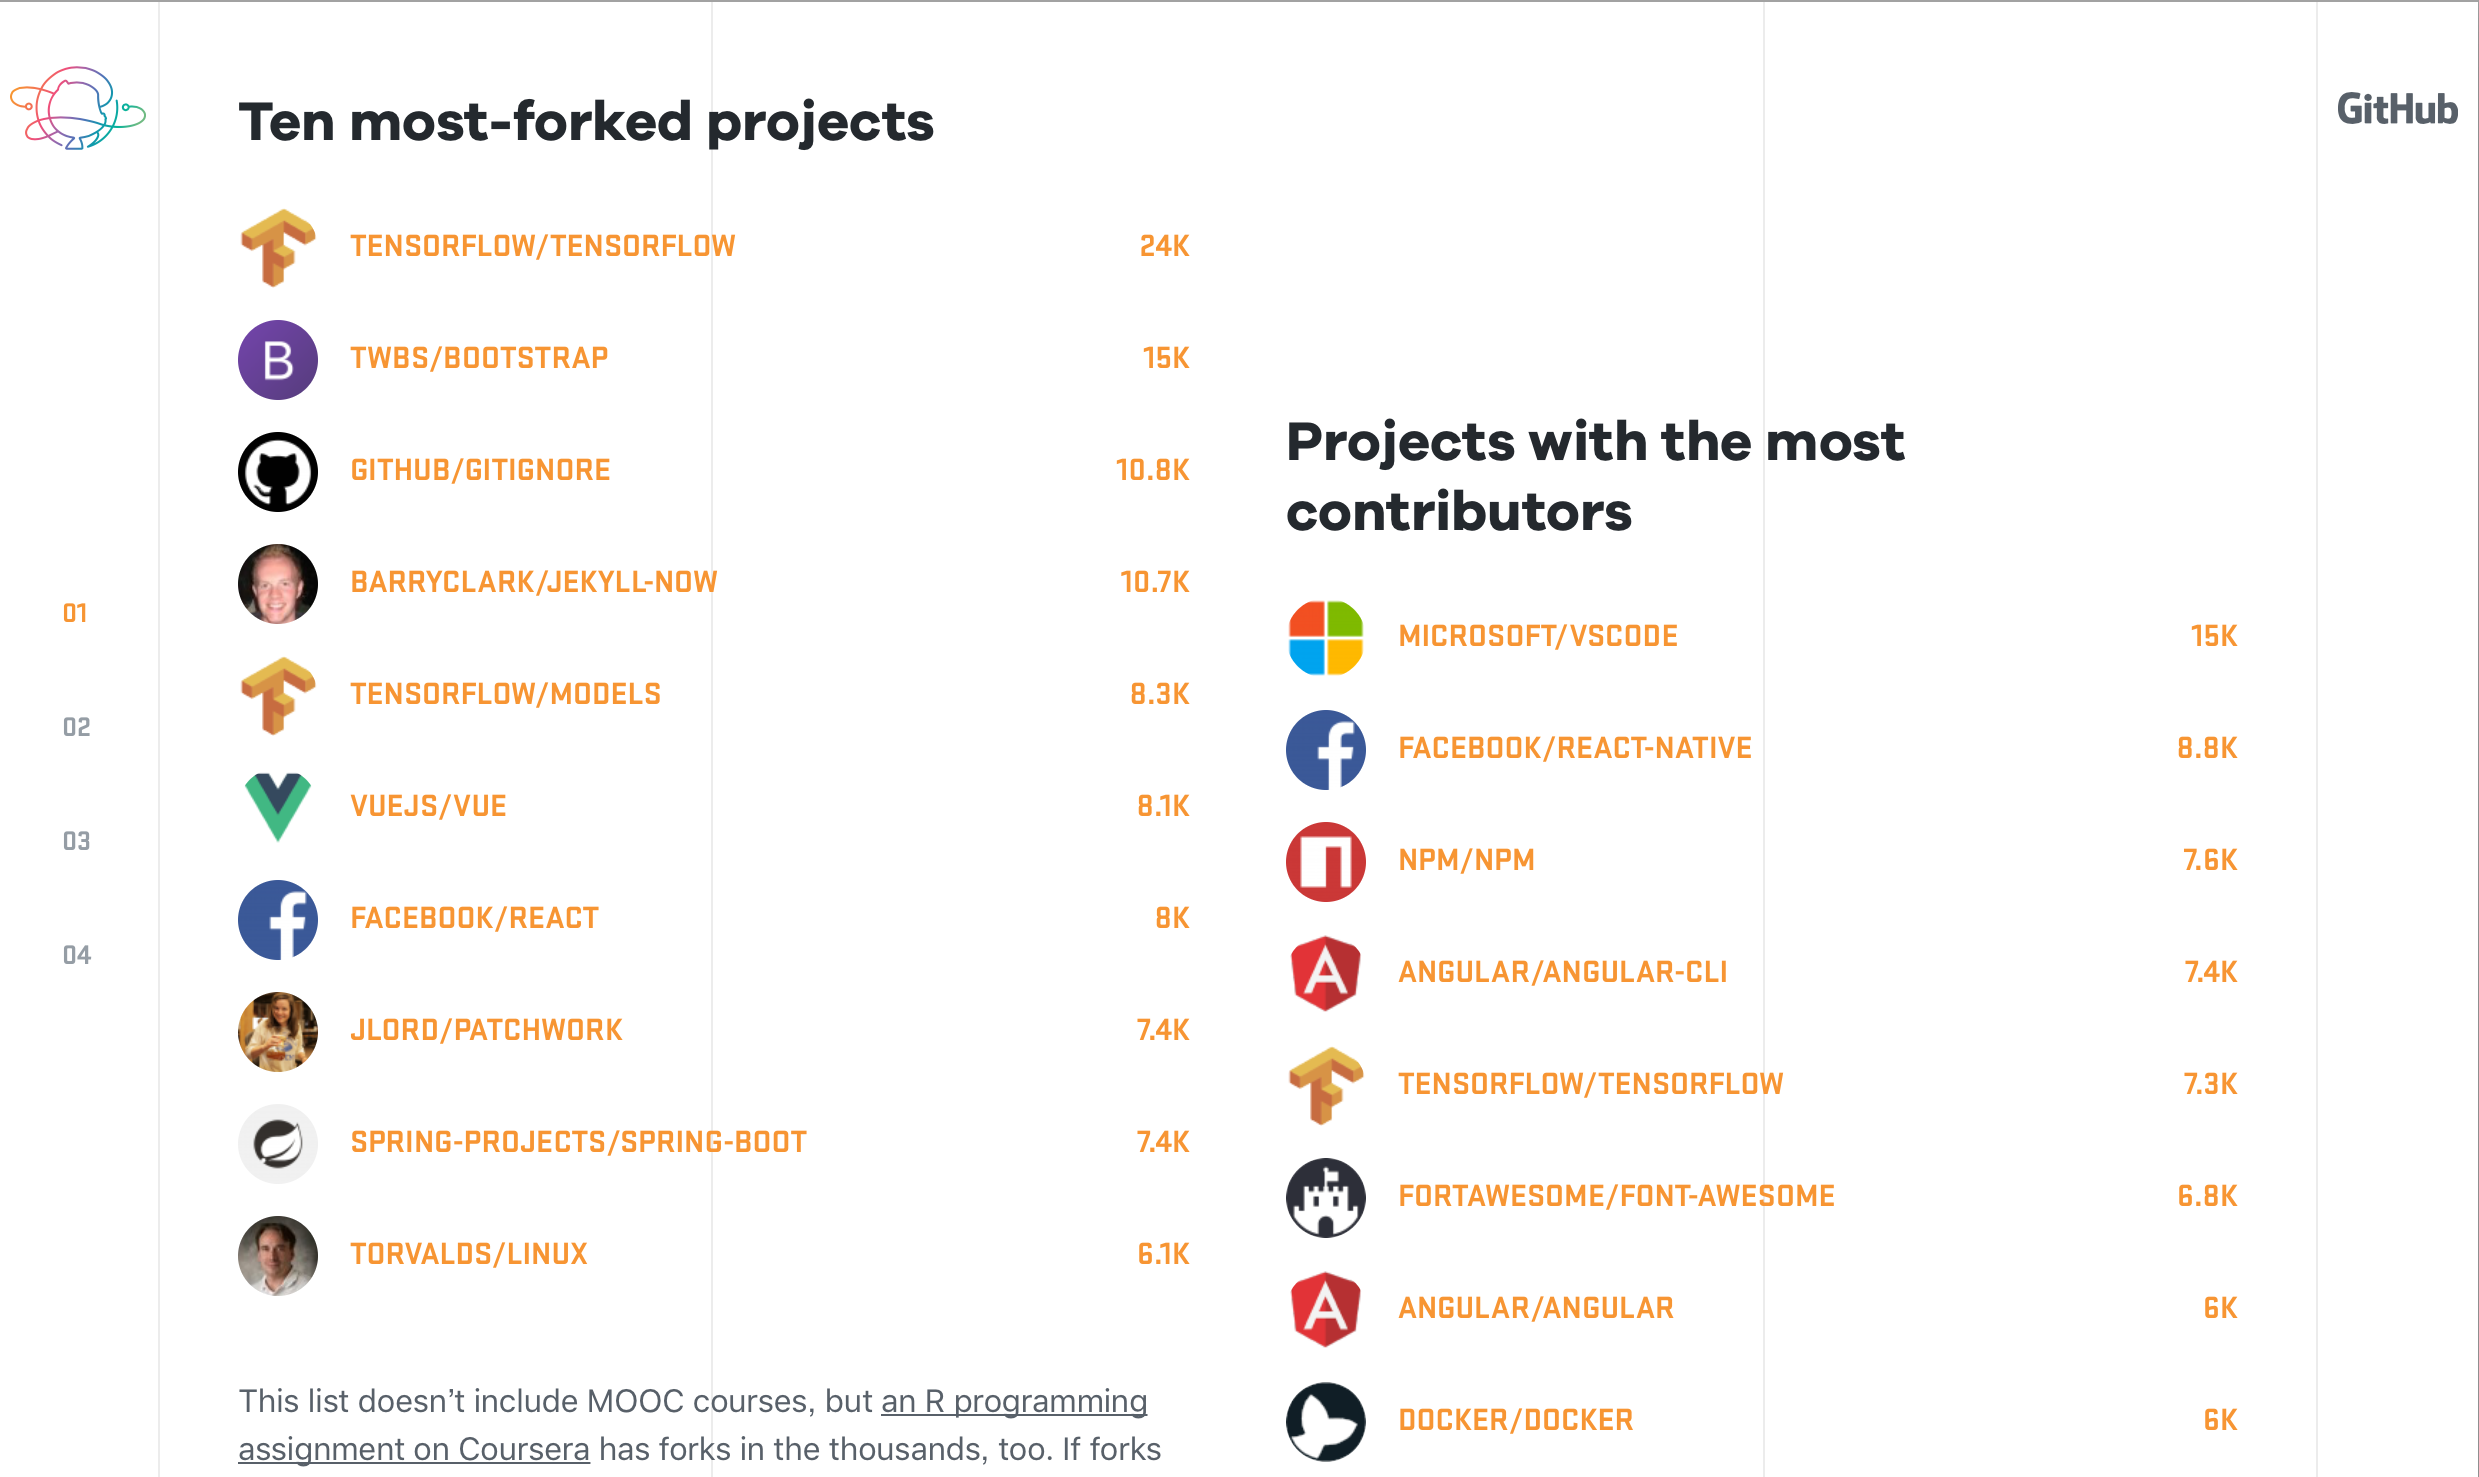 GitHub
Ten most-forked projects
TENSORFLOW/TENSORFLOW 24K
B
TWBS/BOOTSTRAP 15K
GITHUB/GITIGNORE 10.8K
BARRYCLARK/JEKYLL-NOW 10.7K
TENSORFLOW/MODELS 8.3K
VUEJS/VUE 8.1K
FACEBOOK/REACT 8K
JLORD/PATCHWORK 7.4K
SPRING-PROJECTS/SPRING-BOOT 7.4K
TORVALDS/LINUX 6.1K
This list doesn’t include MOOC courses, but an R programming
assignment on Coursera has forks in the thousands, too. If forks
Projects with the most
contributors
MICROSOFT/VSCODE 15K
FACEBOOK/REACT-NATIVE 8.8K
NPM/NPM 7.6K
ANGULAR/ANGULAR-CLI 7.4K
TENSORFLOW/TENSORFLOW 7.3K
FORTAWESOME/FONT-AWESOME 6.8K
ANGULAR/ANGULAR 6K
DOCKER/DOCKER 6K
01
02
03
04